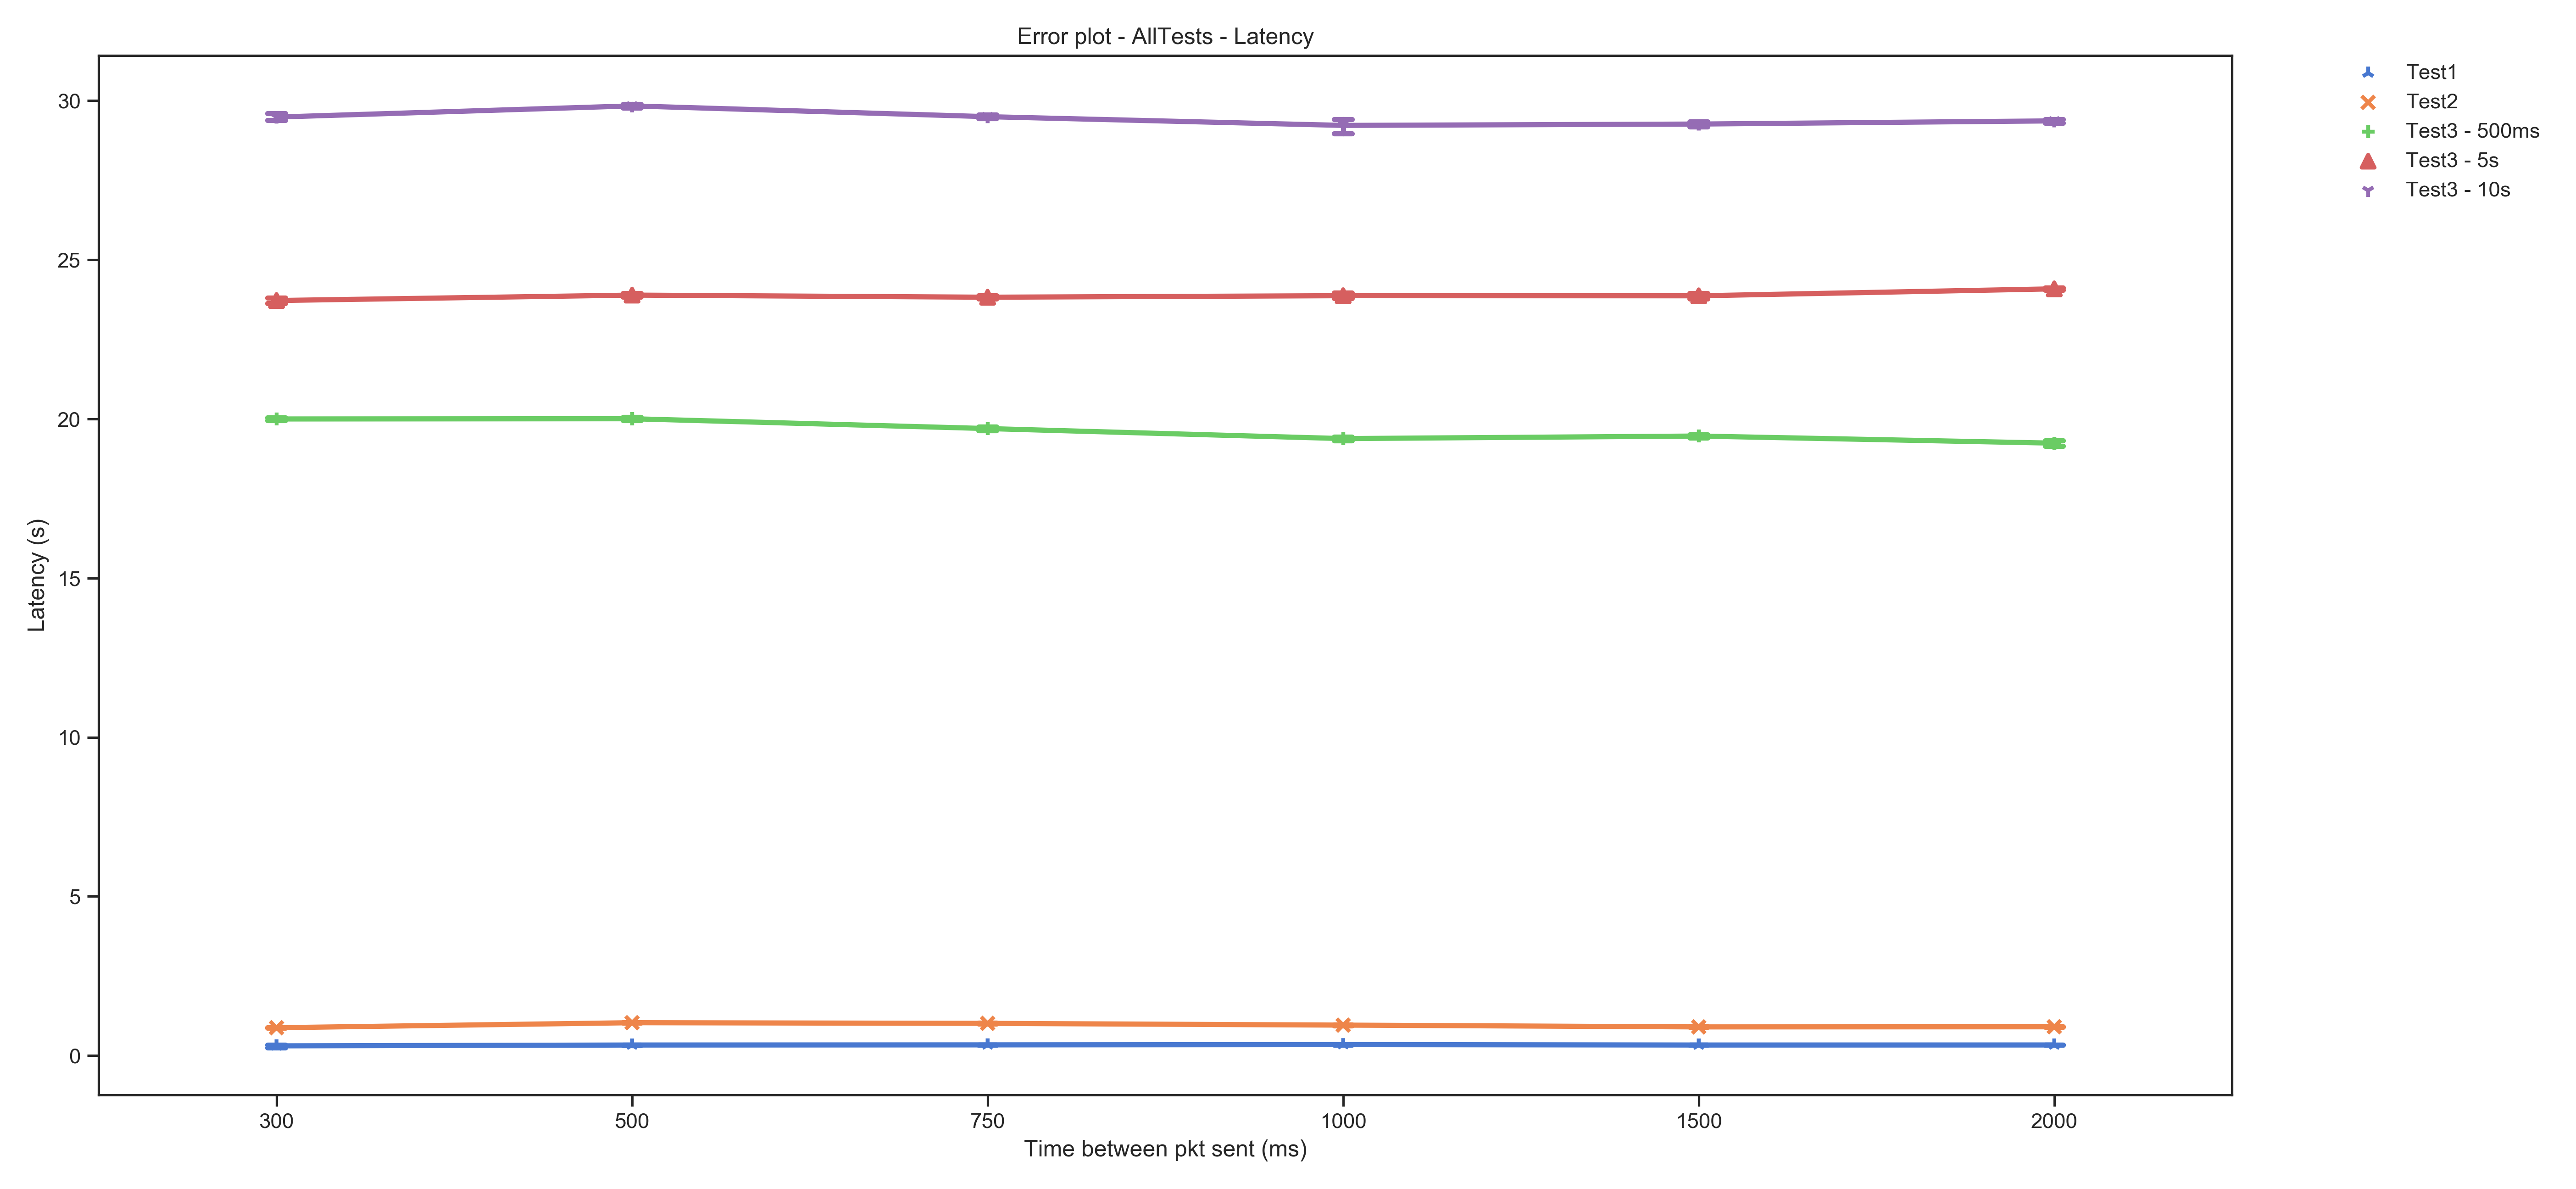 Error plot - AllTests - Latency
Test1
Test2
Test3 - 500ms
Test3 - 5s
Test3 - 10s
Latency (s)
30
25
20
15
10
5
0
300 500 750 1000 1500 2000
Time between pkt sent (ms)